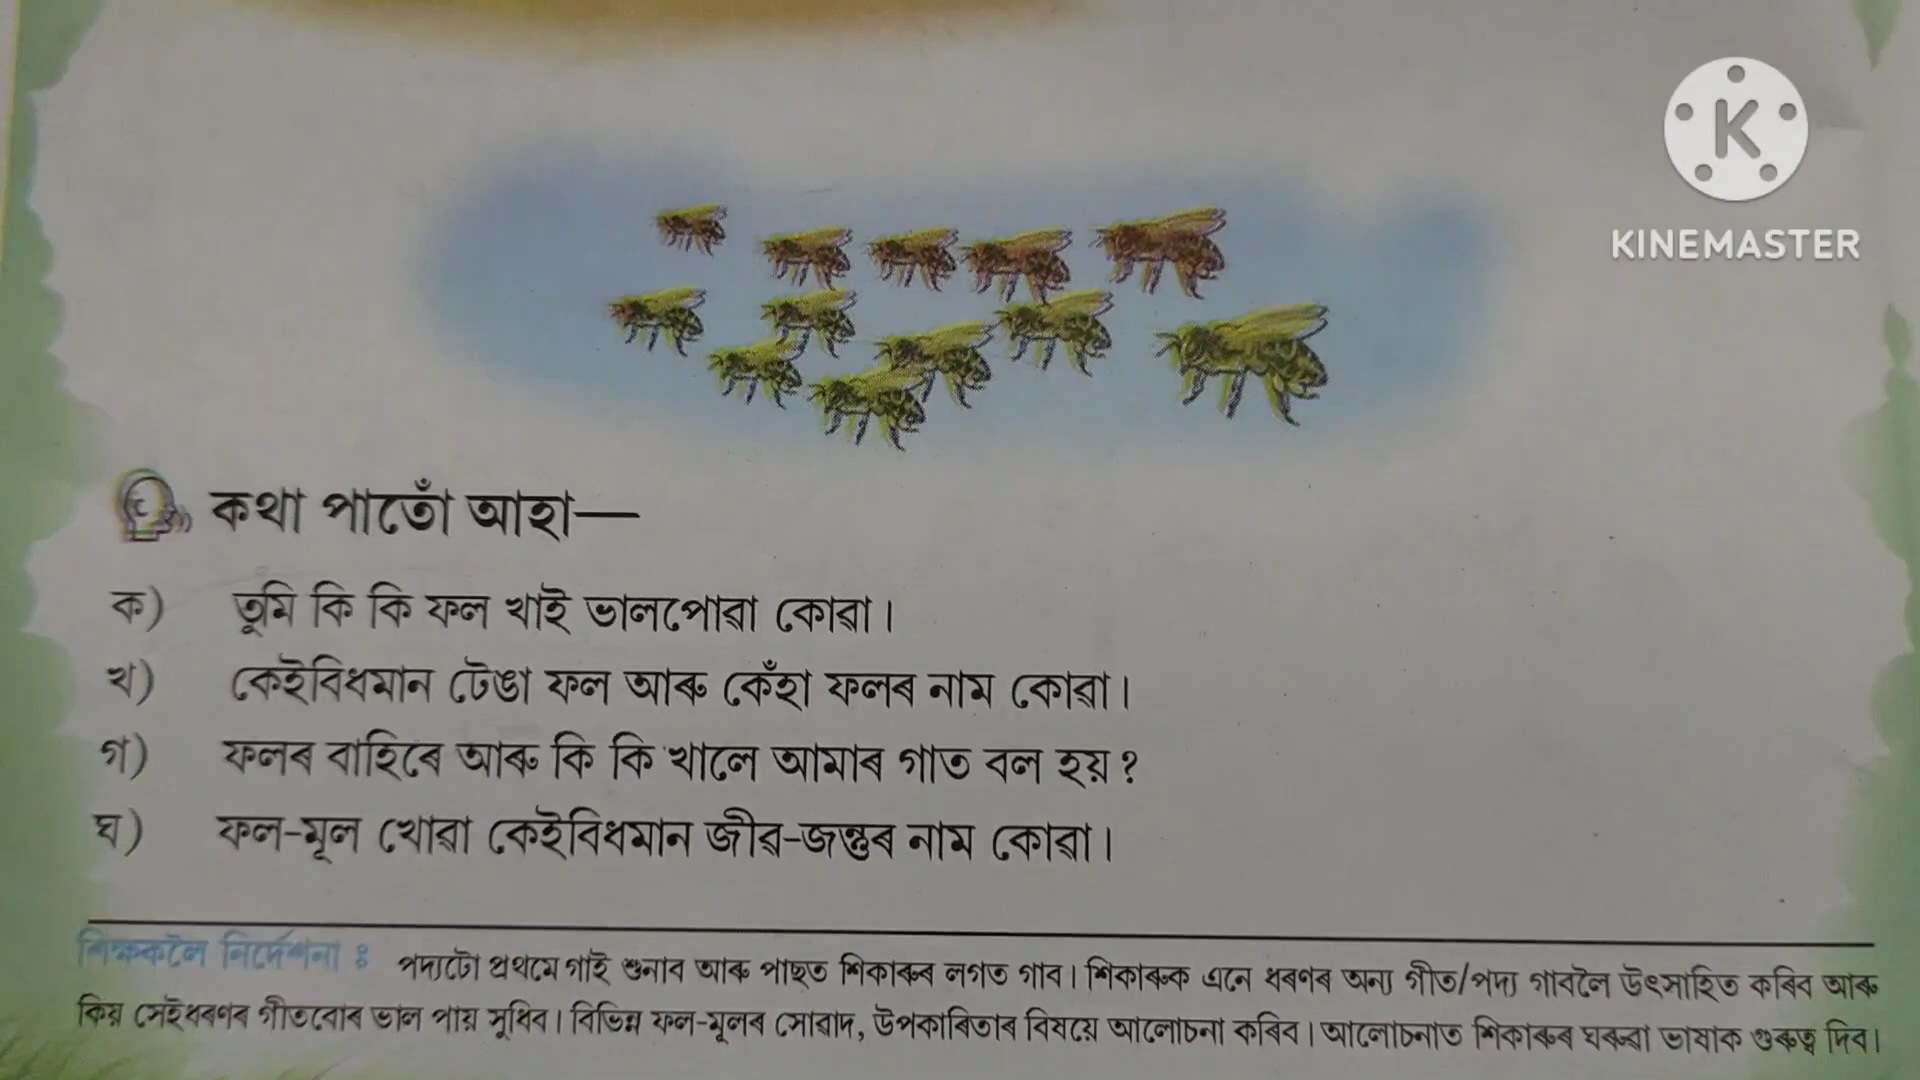 K
KINEMASTER
কথা পাতোঁ আহা—
ক) তুমি কি কি ফল খাই ভালপোৱা কোৱা।
খ) কেইবিধমান টেঙা ফল আৰু কেঁহা ফলৰ নাম কোৱা।
গ) ফলৰ বাহিৰে আৰু কি কি খালে আমাৰ গাত বল হয়?
ঘ) ফল-মূল খোৱা কেইবিধমান জীৱ-জন্তুৰ নাম কোৱা।
শিক্ষকলৈ নিৰ্দেশনা : পদ্যটো প্ৰথমে গাই শুনাব আৰু পাছত শিকাৰুৰ লগত গাব। শিকাৰুক এনে ধৰণৰ অন্য গীত/পদ্য গাবলৈ উৎসাহিত কৰিব আৰু
কিয় সেইধৰণৰ গীতবোৰ ভাল পায় সুধিব। বিভিন্ন ফল-মূলৰ সোৱাদ, উপকাৰিতাৰ বিষয়ে আলোচনা কৰিব। আলোচনাত শিকাৰুৰ ঘৰুৱা ভাষাক গুৰুত্ব দিব।